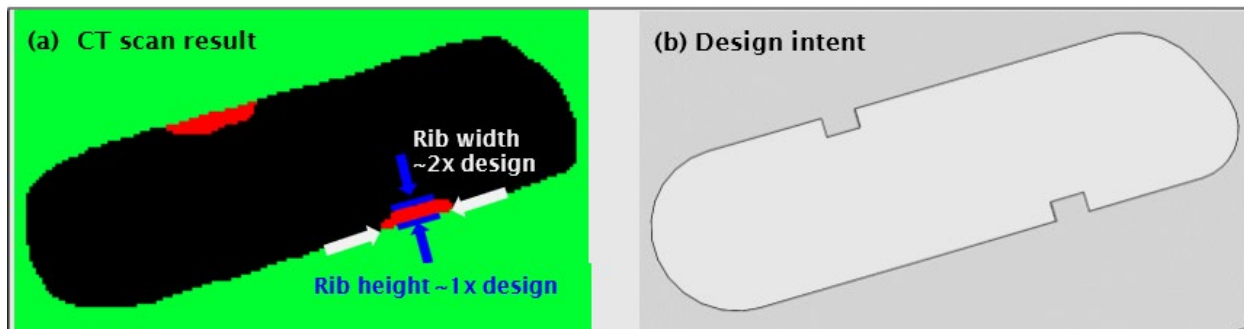 (a) CT scan result
(b) Design intent
Rib width
~2x design
Rib height ~1x design